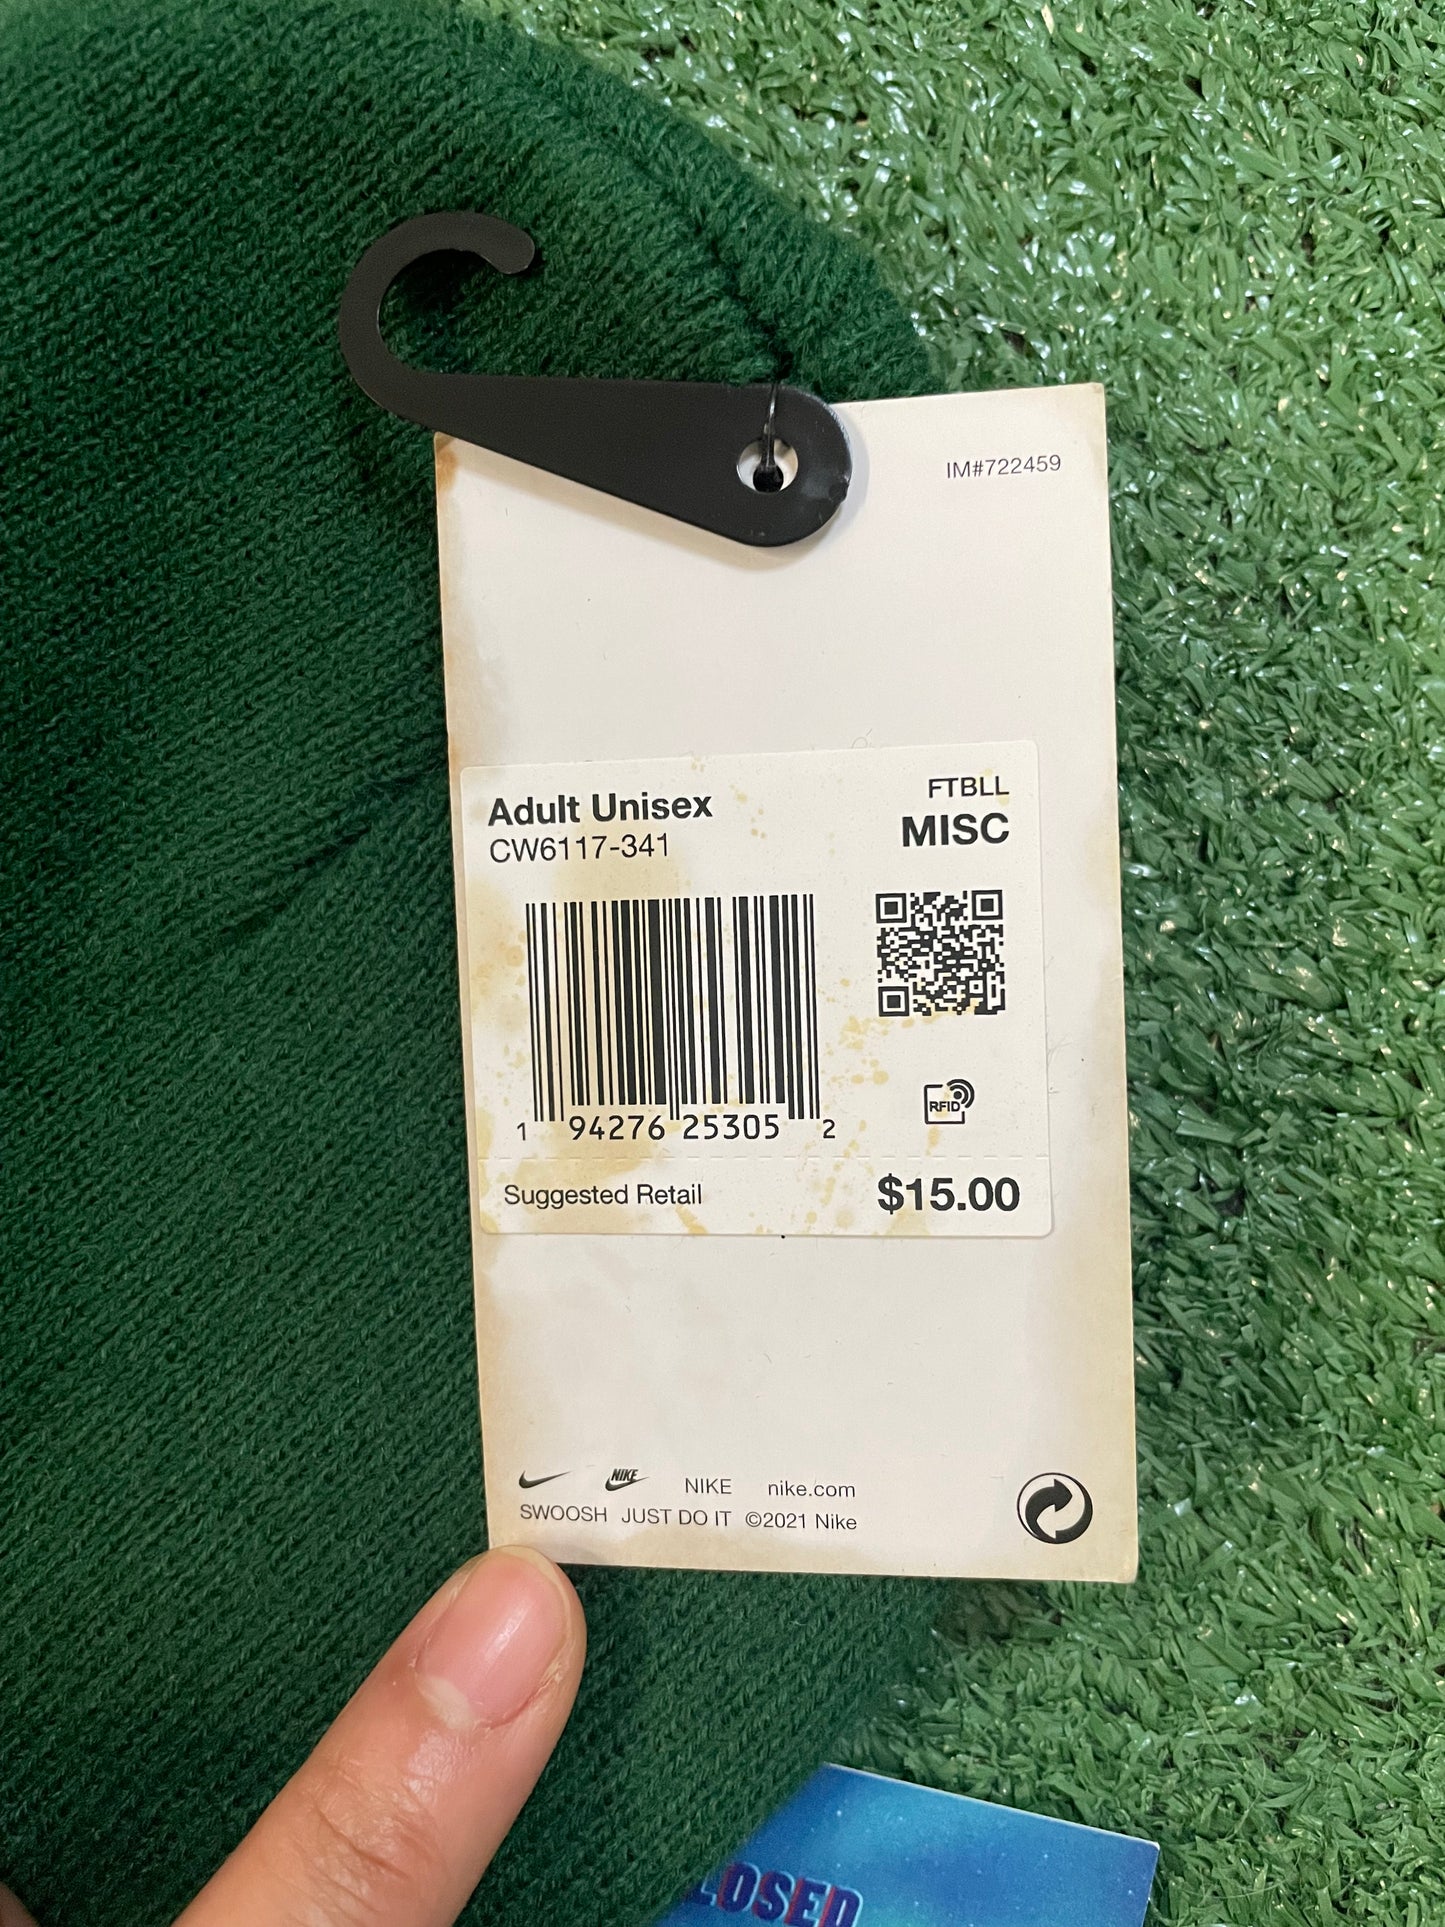 IM#722459
Adult Unisex
CW6117-341
FTBLL
MISC
1 94276 25305 2
RFID
Suggested Retail $15.00
NIKE NIKE nike.com
SWOOSH JUST DO IT ©2021 Nike
LOSED